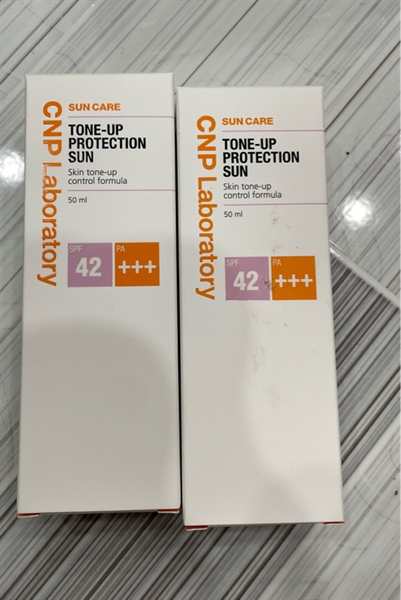 CNP Laboratory
SUN CARE
TONE-UP
PROTECTION
SUN
Skin tone-up
control formula
50 ml
SPF
42
PA
+++
CNP Laboratory
SUN CARE
TONE-UP
PROTECTION
SUN
Skin tone-up
control formula
50 ml
SPF
42
PA
+++